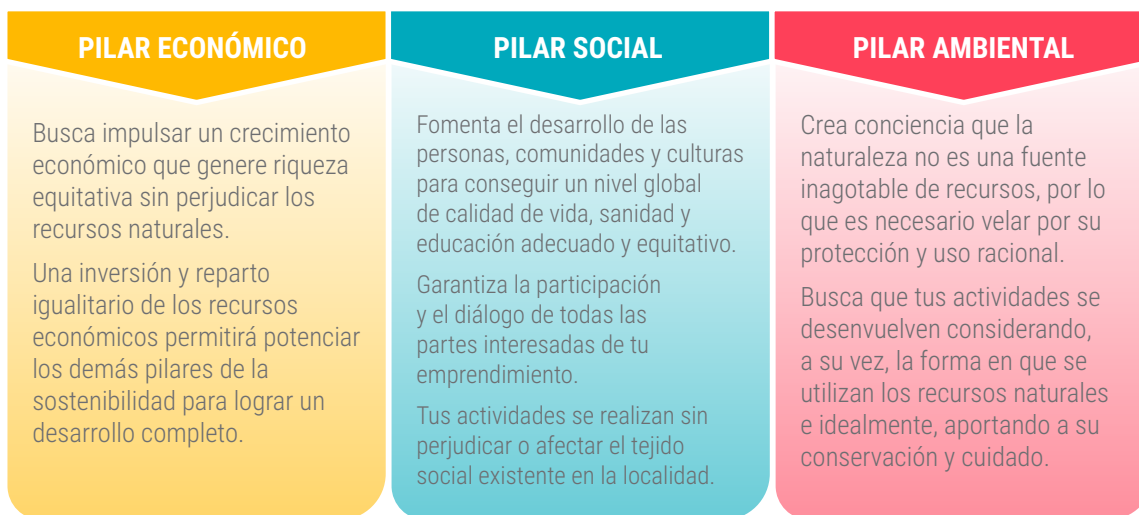 PILAR ECONÓMICO
Busca impulsar un crecimiento
económico que genere riqueza
equitativa sin perjudicar los
recursos naturales.
Una inversión y reparto
igualitario de los recursos
económicos permitirá potenciar
los demás pilares de la
sostenibilidad para lograr un
desarrollo completo.
PILAR SOCIAL
Fomenta el desarrollo de las
personas, comunidades y culturas
para conseguir un nivel global
de calidad de vida, sanidad y
educación adecuado y equitativo.
Garantiza la participación
y el diálogo de todas las
partes interesadas de tu
emprendimiento.
Tus actividades se realizan sin
perjudicar o afectar el tejido
social existente en la localidad.
PILAR AMBIENTAL
Crea conciencia que la
naturaleza no es una fuente
inagotable de recursos, por lo
que es necesario velar por su
protección y uso racional.
Busca que tus actividades se
desenvuelven considerando,
a su vez, la forma en que se
utilizan los recursos naturales
e idealmente, aportando a su
conservación y cuidado.